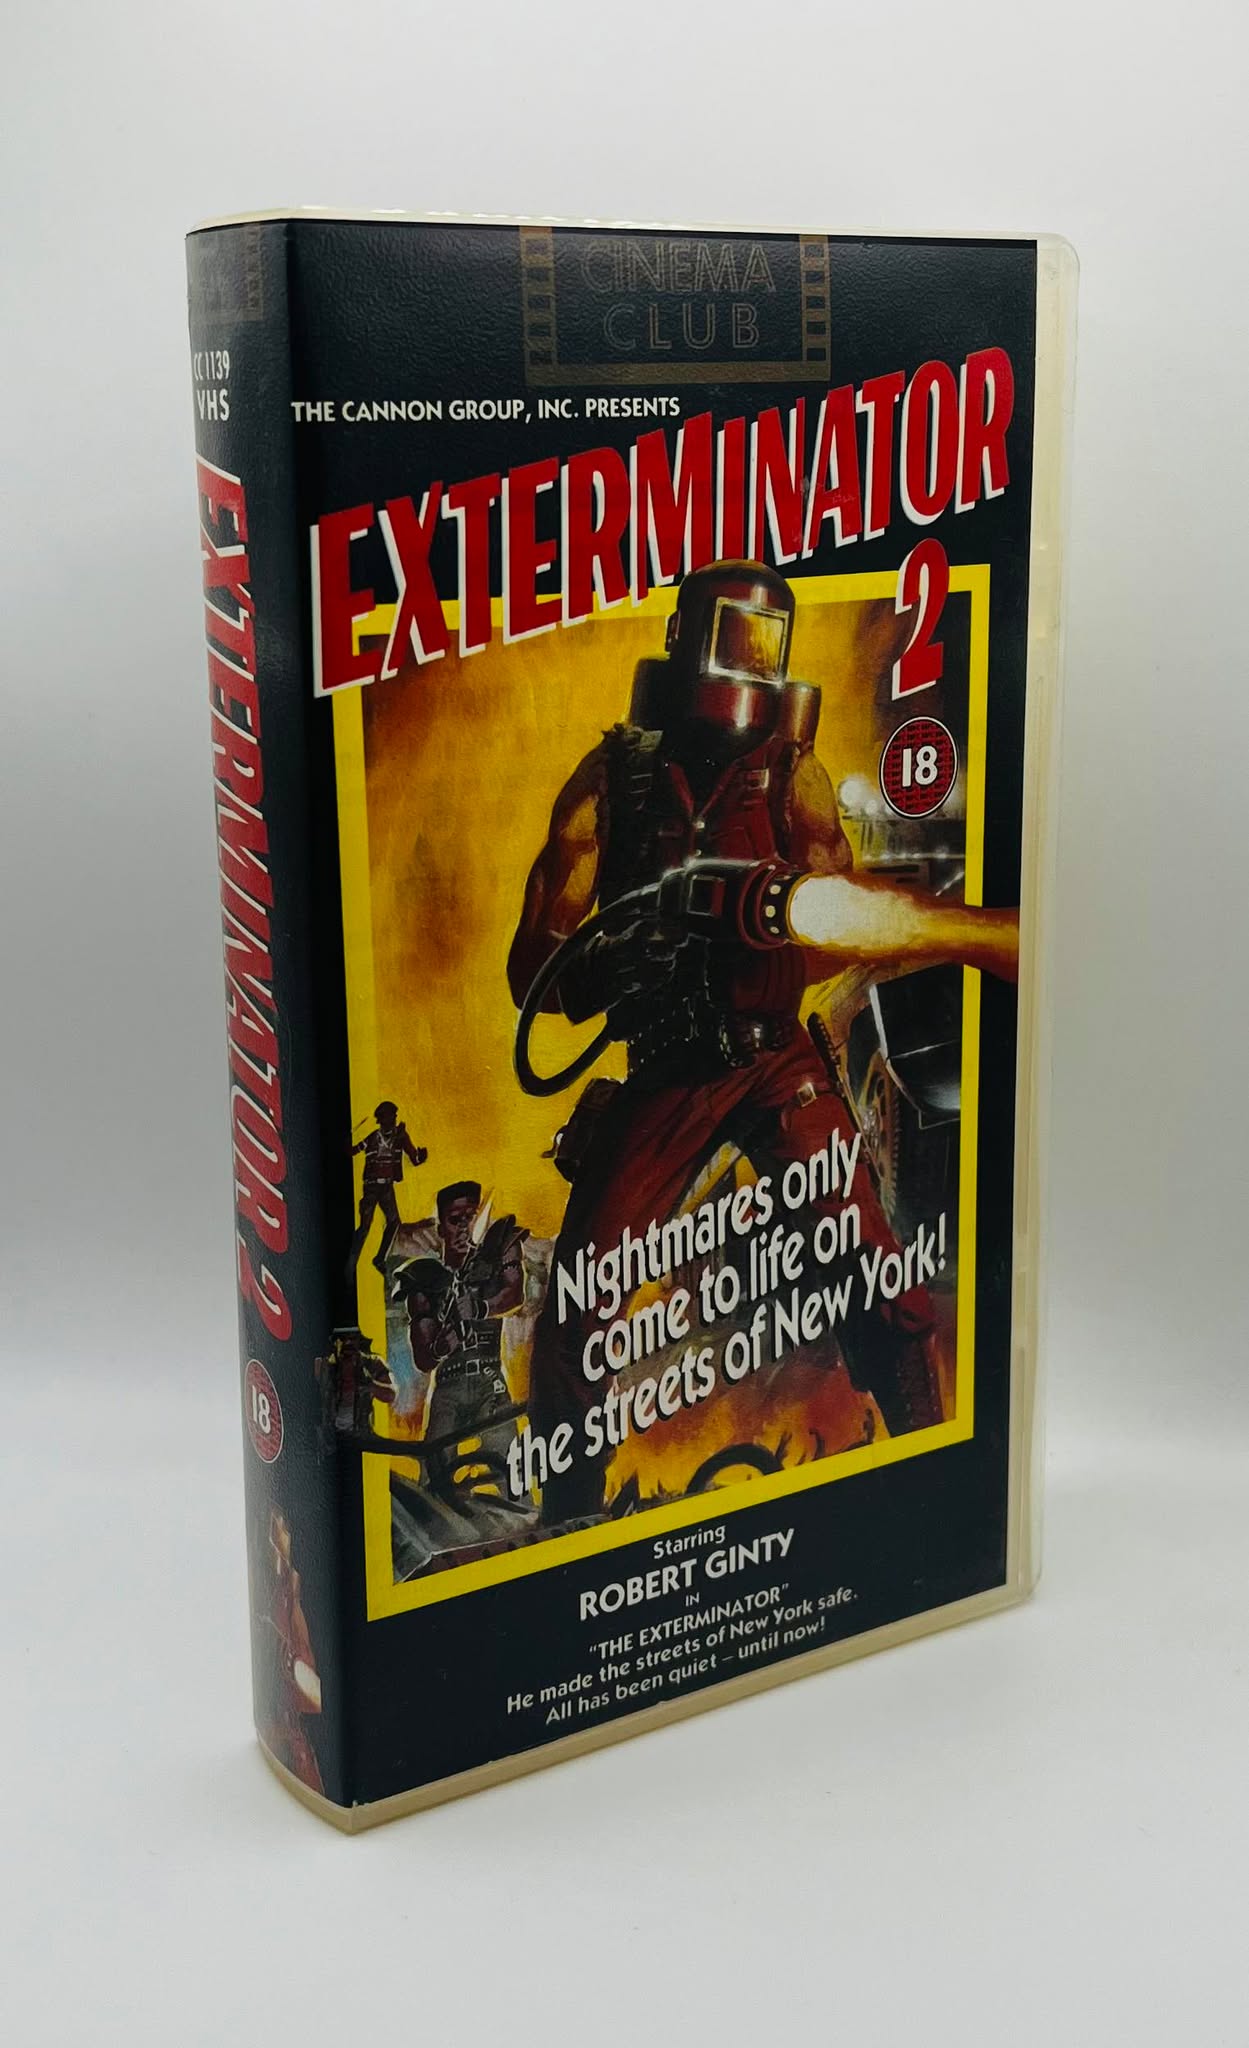 CINEMA
CLUB
CC 1139
VHS
EXTERMINATOR 2
18
THE CANNON GROUP, INC. PRESENTS
EXTERMINATOR
2
18
Nightmares only
come to life on
the streets of New York!
Starring
ROBERT GINTY
IN
"THE EXTERMINATOR"
He made the streets of New York safe.
All has been quiet – until now!